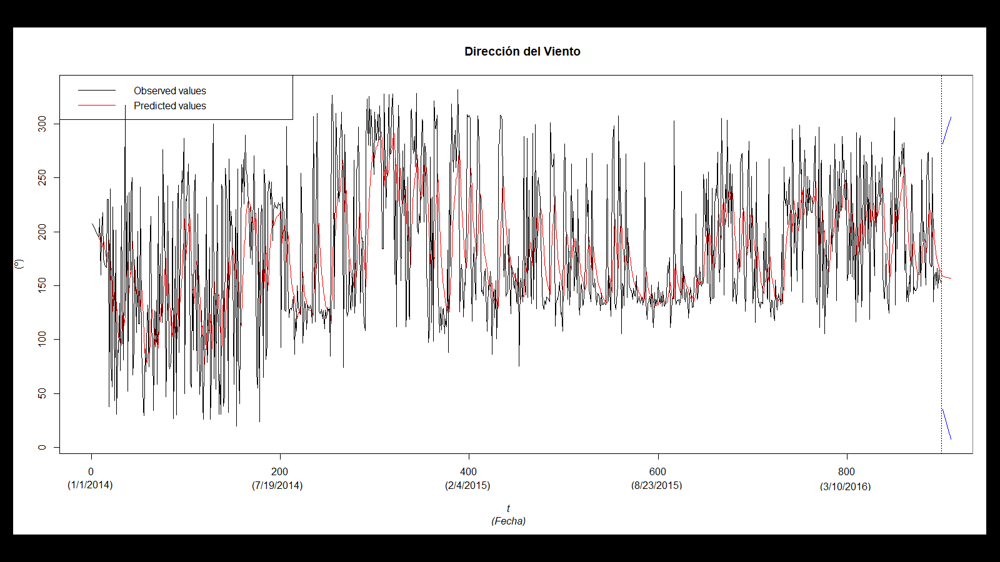 Dirección del Viento
Observed values
Predicted values
300
250
200
150
100
50
0
(º)
0 200 400 600 800
(1/1/2014) (7/19/2014) (2/4/2015) (8/23/2015) (3/10/2016)
t
(Fecha)